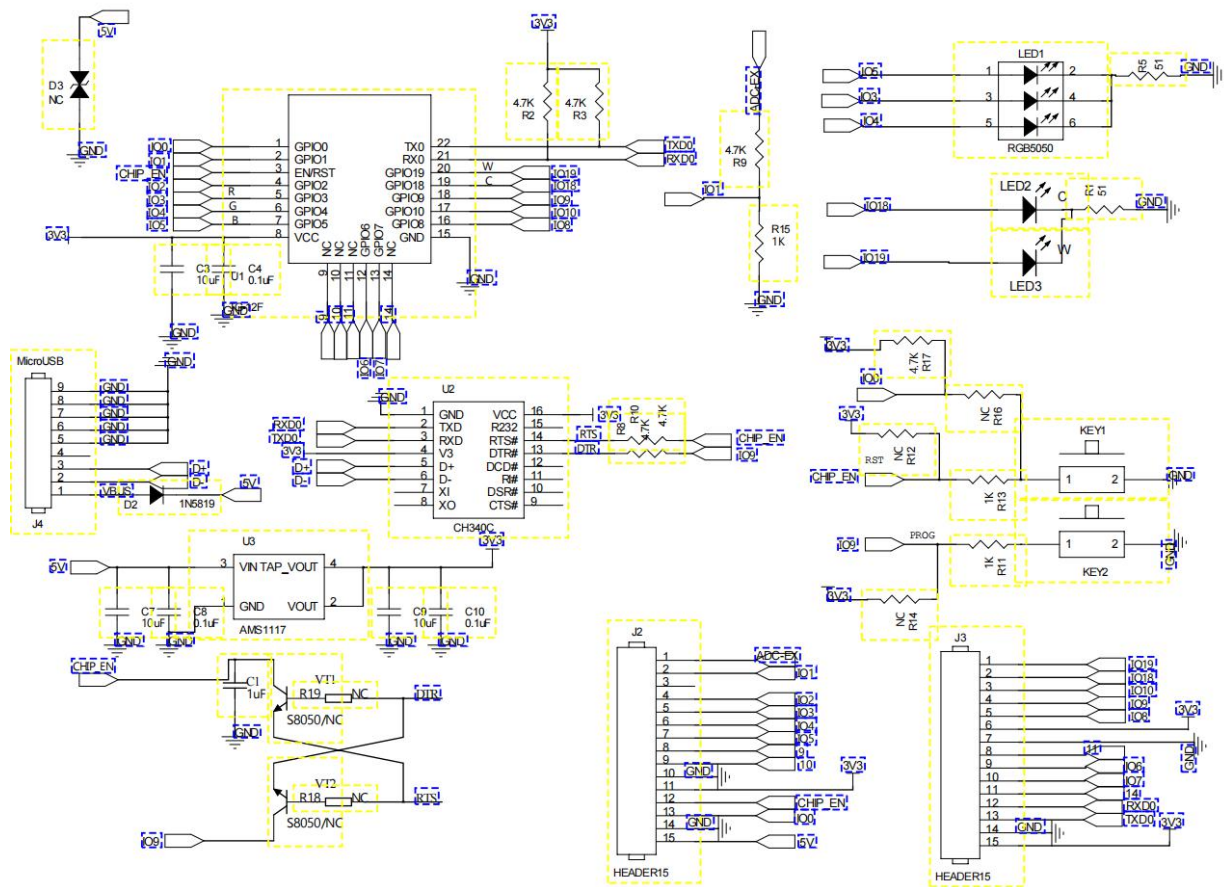 5V
D3
NC
GND
3V3
4.7K
R2
4.7K
R3
IO0
IO1
CHIP_EN
IO2
IO3
IO4
IO5
3V3
R
G
B
1
2
3
4
5
6
7
8
GPIO0
GPIO1
EN/RST
GPIO2
GPIO3
GPIO4
GPIO5
VCC
TX0
RX0
GPIO19
GPIO18
GPIO9
GPIO10
GPIO8
GND
22
21
20
19
18
17
16
15
W
C
TXD0
RXD0
IO19
IO18
IO9
IO10
IO8
GND
NC
NC
NC
GPIO6
GPIO7
NC
9
10
11
12
13
14
9
10
11
IO6
IO7
14
C3
10uF
U1
C4
0.1uF
GND
GND
ADC-EX
4.7K
R9
IO1
R15
1K
GND
LED1
IO5
IO3
IO4
1
3
5
2
4
6
RGB5050
R5
51
GND
LED2
IO18
C
51
GND
IO19
W
LED3
MicroUSB
GND
9
8
7
6
5
4
3
2
1
GND
GND
GND
GND
GND
D+
D-
VBUS
5V
D2
1N5819
J4
U2
GND
RXD0
TXD0
3V3
D+
D-
1
2
3
4
5
6
7
8
GND
TXD
RXD
V3
D+
D-
XI
XO
VCC
R232
RTS#
DTR#
DCD#
RI#
DSR#
CTS#
16
15
14
13
12
11
10
9
CH340C
3V3
RTS
DTR
R8
4.7K
R10
4.7K
CHIP_EN
IO9
3V3
4.7K
R17
IO0
NC
R16
3V3
RST
NC
R12
CHIP_EN
1K
R13
KEY1
1 2
GND
IO9
PROG
1K
R11
1 2
KEY2
GND
3V3
NC
R14
U3
5V
3
VIN TAP_VOUT
4
1
GND
VOUT
2
AMS1117
3V3
C7
10uF
C8
0.1uF
C9
10uF
C10
0.1uF
GND
GND
GND
GND
CHIP_EN
C1
1uF
GND
VT1
R19
NC
DTR
S8050/NC
VT2
R18
NC
RTS
S8050/NC
IO9
J2
1
2
3
4
5
6
7
8
9
10
11
12
13
14
15
ADC-EX
IO1
IO2
IO3
IO4
IO5
9
10
GND
3V3
CHIP_EN
IO0
GND
5V
HEADER15
J3
1
2
3
4
5
6
7
8
9
10
11
12
13
14
15
IO19
IO18
IO10
IO9
IO8
3V3
GND
11
IO6
IO7
14
RXD0
TXD0
GND
3V3
HEADER15